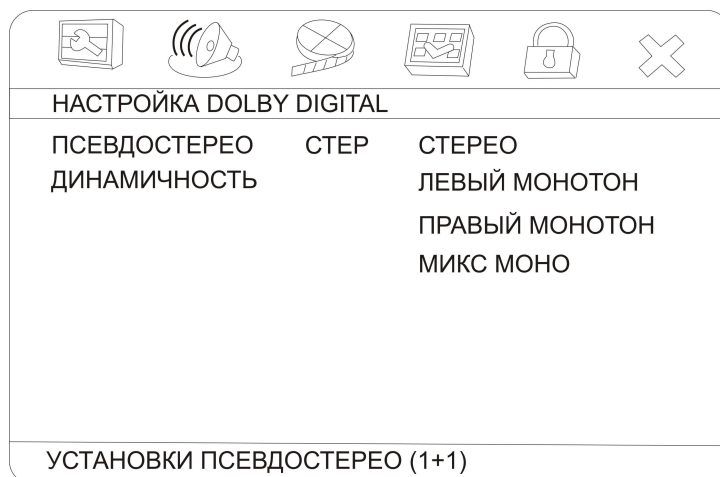 НАСТРОЙКА DOLBY DIGITAL
ПСЕВДОСТЕРЕО СТЕР СТЕРЕО
ДИНАМИЧНОСТЬ ЛЕВЫЙ МОНОТОН
ПРАВЫЙ МОНОТОН
МИКС МОНО
УСТАНОВКИ ПСЕВДОСТЕРЕО (1+1)